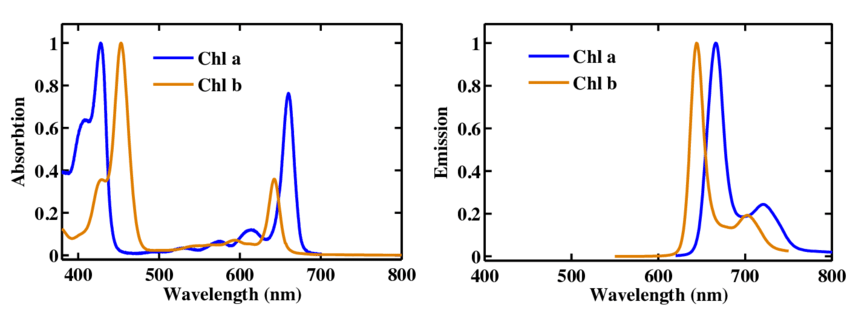 Absorbtion
1
0.8
0.6
0.4
0.2
0
Chl a
Chl b
400 500 600 700 800
Wavelength (nm)
Emission
1
0.8
0.6
0.4
0.2
0
Chl a
Chl b
400 500 600 700 800
Wavelength (nm)